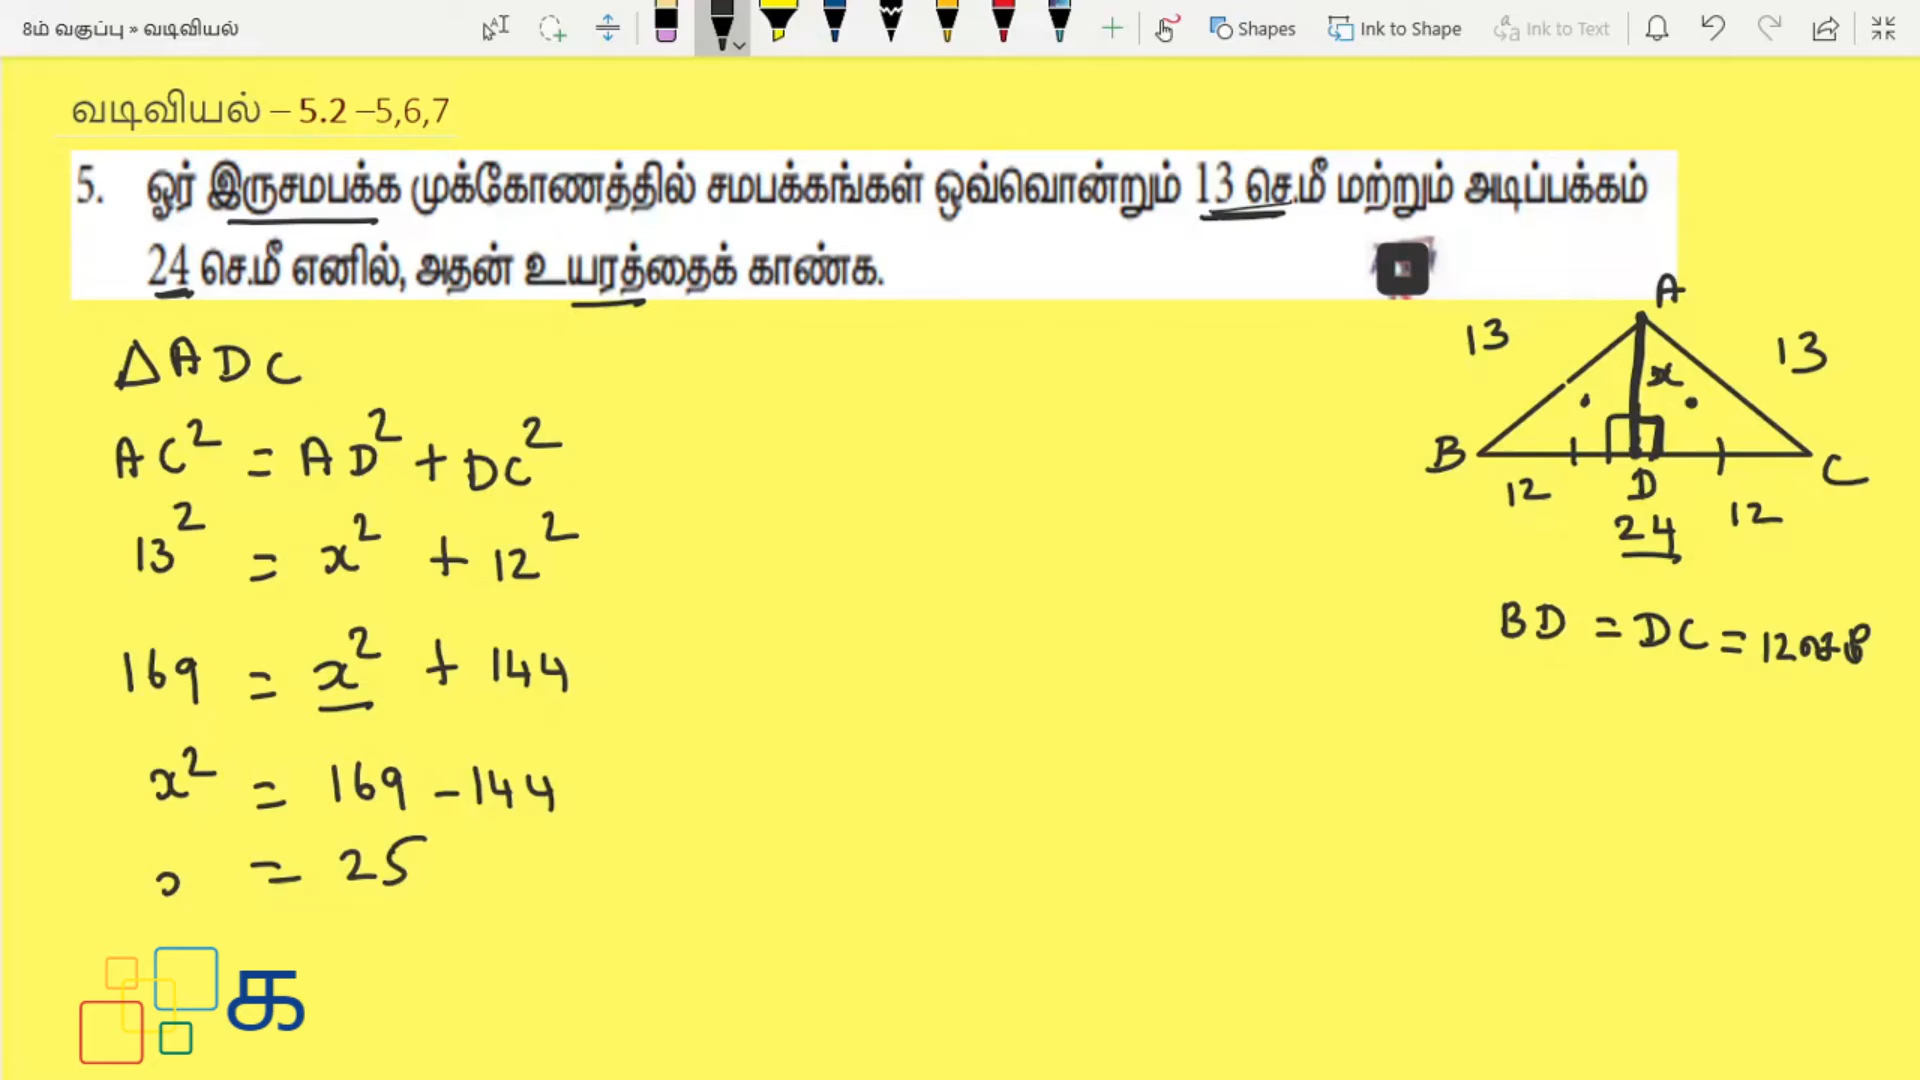 8ம் வகுப்பு » வடிவியல்
Shapes
Ink to Shape
Ink to Text
வடிவியல் – 5.2 –5,6,7
5. ஓர் இருசமபக்க முக்கோணத்தில் சமபக்கங்கள் ஒவ்வொன்றும் 13 செ.மீ மற்றும் அடிப்பக்கம்
24 செ.மீ எனில், அதன் உயரத்தைக் காண்க.
A
13
13
x
B
C
12
D
12
24
BD = DC = 12செமீ
△ADC
AC² = AD² + DC²
13² = x² + 12²
169 = x² + 144
x² = 169 – 144
= 25
க